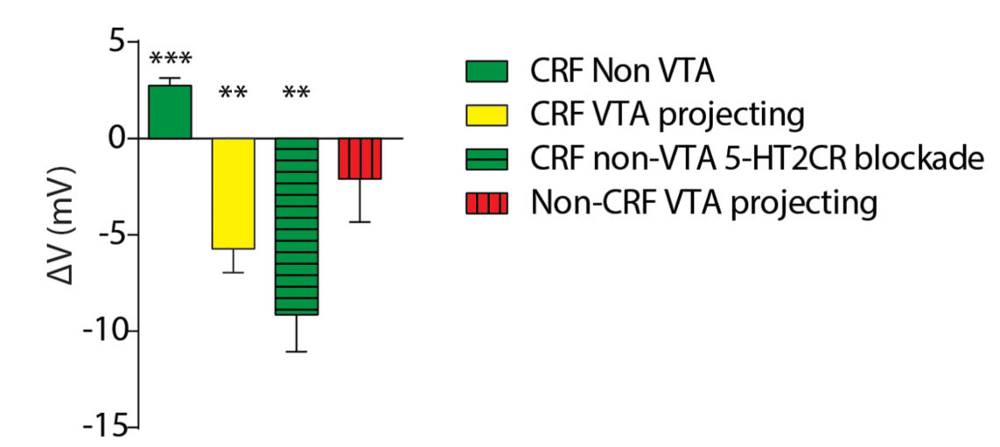 5
***
**
**
0
-5
-10
-15
ΔV (mV)
CRF Non VTA
CRF VTA projecting
CRF non-VTA 5-HT2CR blockade
Non-CRF VTA projecting